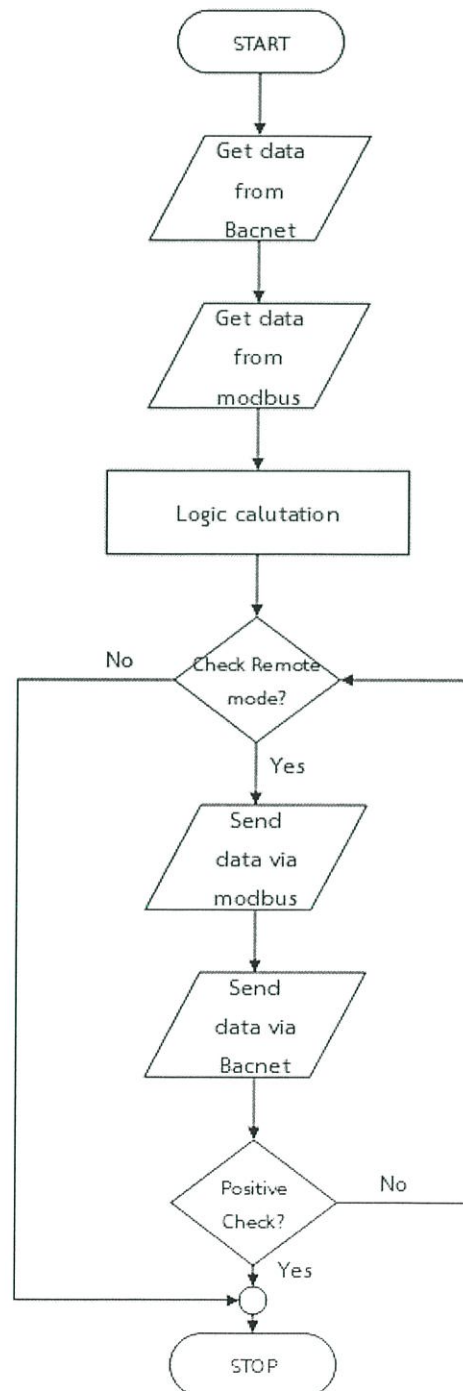 START
Get data
from
Bacnet
Get data
from
modbus
Logic calutation
No
Check Remote
mode?
Yes
Send
data via
modbus
Send
data via
Bacnet
Positive
Check?
No
Yes
STOP